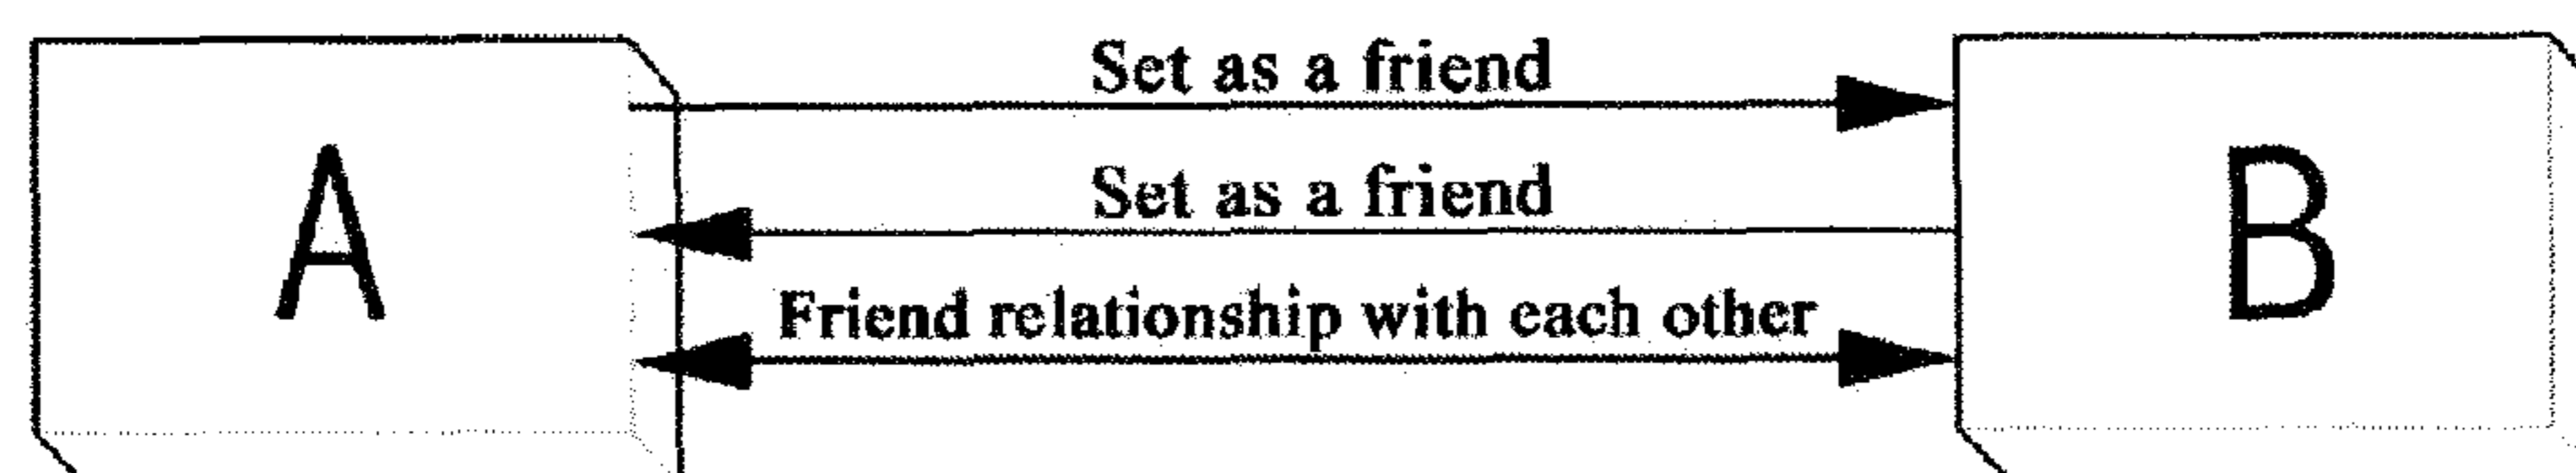 Set as a friend
A
Set as a friend
B
Friend relationship with each other